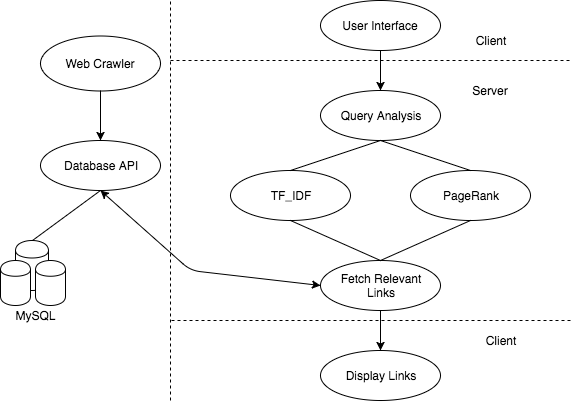 User Interface
Client
Web Crawler
Server
Query Analysis
Database API
TF_IDF
PageRank
Fetch Relevant
Links
MySQL
Client
Display Links